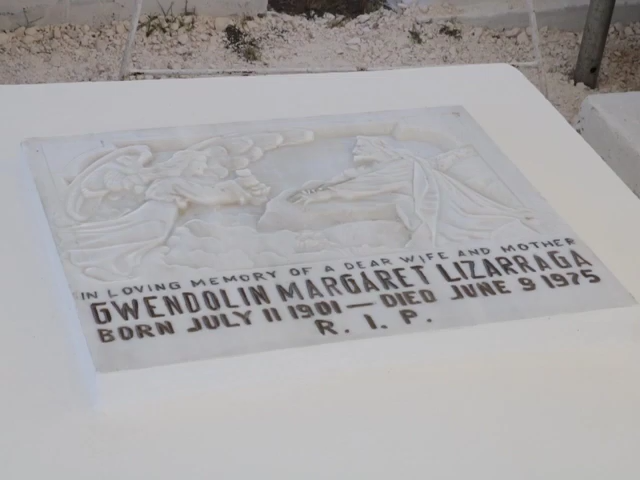 IN LOVING MEMORY OF A DEAR WIFE AND MOTHER
GWENDOLIN MARGARET LIZARRAGA
BORN JULY 11 1901 — DIED JUNE 9 1975
R. I. P.